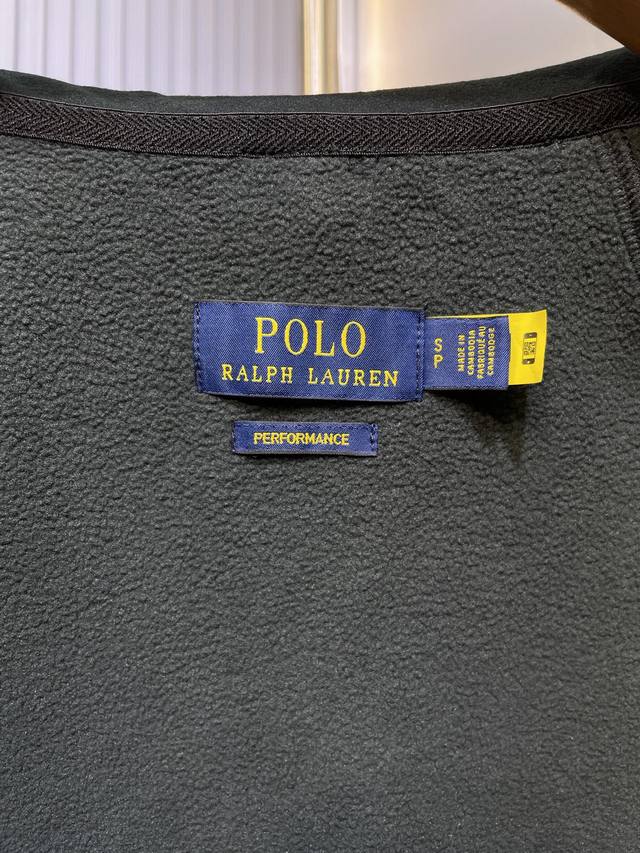 POLO
RALPH LAUREN
S
P
MADE IN
CAMBODIA
FABRIQUÉ AU
CAMBODGE
PERFORMANCE